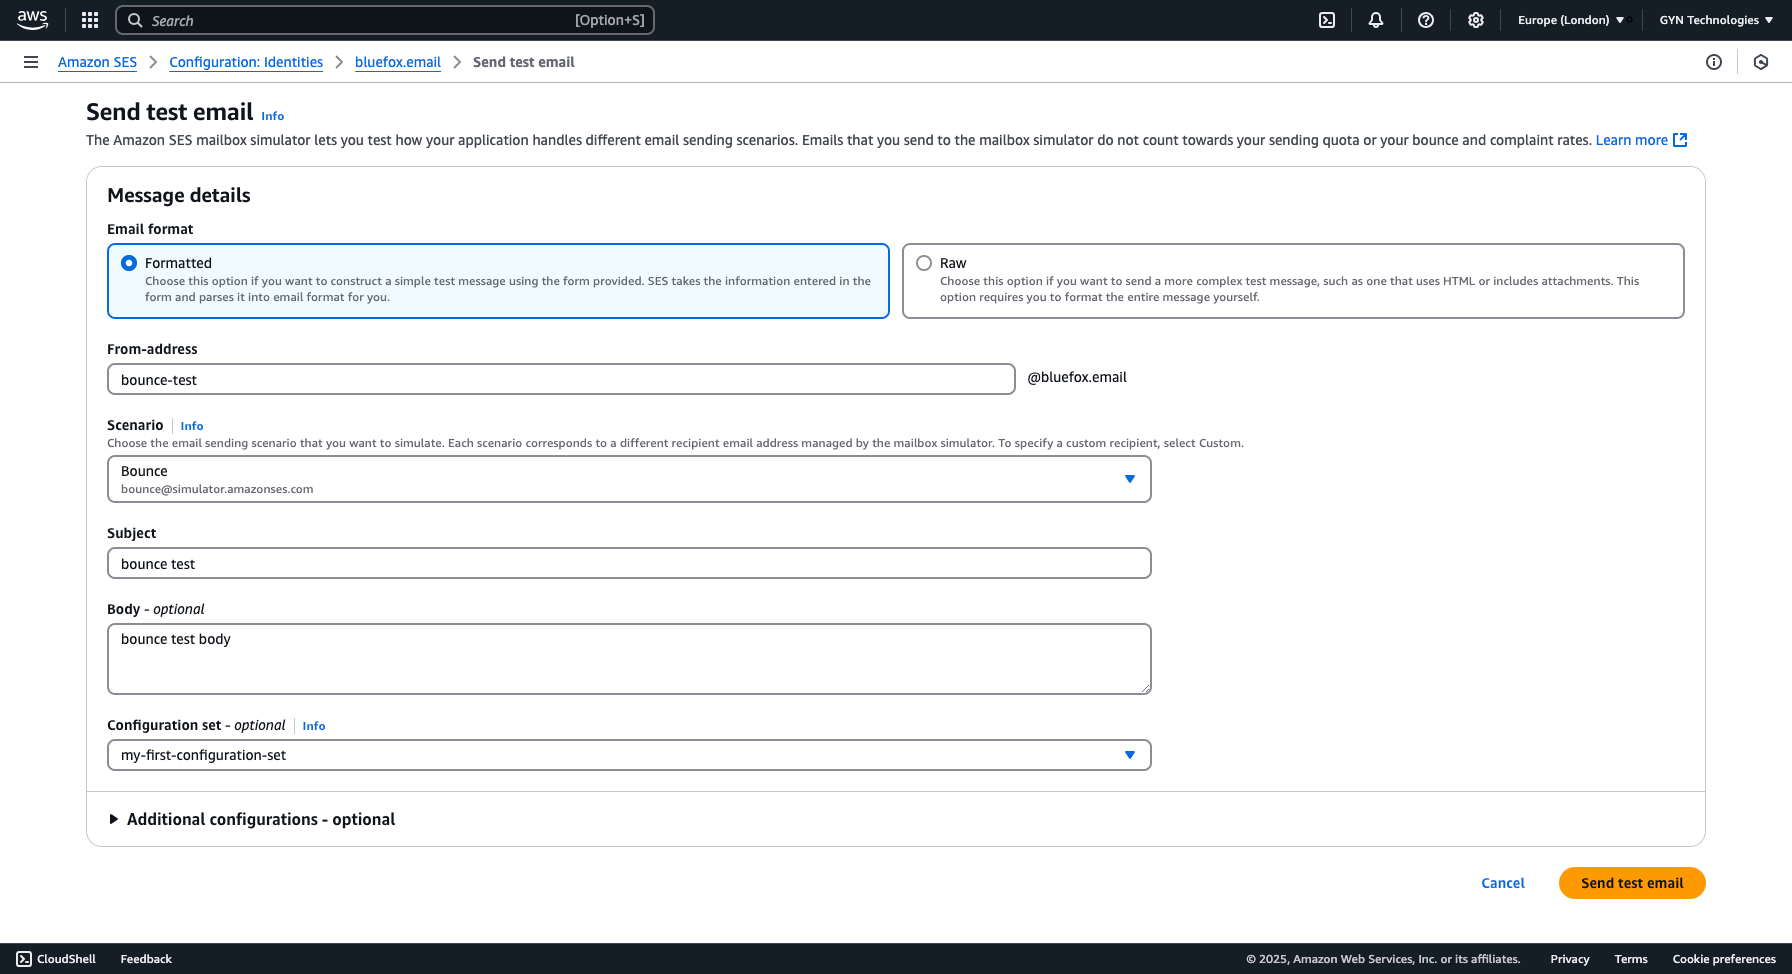 aws
Search
[Option+S]
Europe (London)
GYN Technologies
Amazon SES
Configuration: Identities
bluefox.email
Send test email
Send test email
Info
The Amazon SES mailbox simulator lets you test how your application handles different email sending scenarios. Emails that you send to the mailbox simulator do not count towards your sending quota or your bounce and complaint rates. Learn more
Message details
Email format
Formatted
Choose this option if you want to construct a simple test message using the form provided. SES takes the information entered in the
form and parses it into email format for you.
Raw
Choose this option if you want to send a more complex test message, such as one that uses HTML or includes attachments. This
option requires you to format the entire message yourself.
From-address
bounce-test
@bluefox.email
Scenario
Info
Choose the email sending scenario that you want to simulate. Each scenario corresponds to a different recipient email address managed by the mailbox simulator. To specify a custom recipient, select Custom.
Bounce
bounce@simulator.amazonses.com
Subject
bounce test
Body - optional
bounce test body
Configuration set - optional
Info
my-first-configuration-set
Additional configurations - optional
Cancel
Send test email
CloudShell
Feedback
© 2025, Amazon Web Services, Inc. or its affiliates.
Privacy
Terms
Cookie preferences